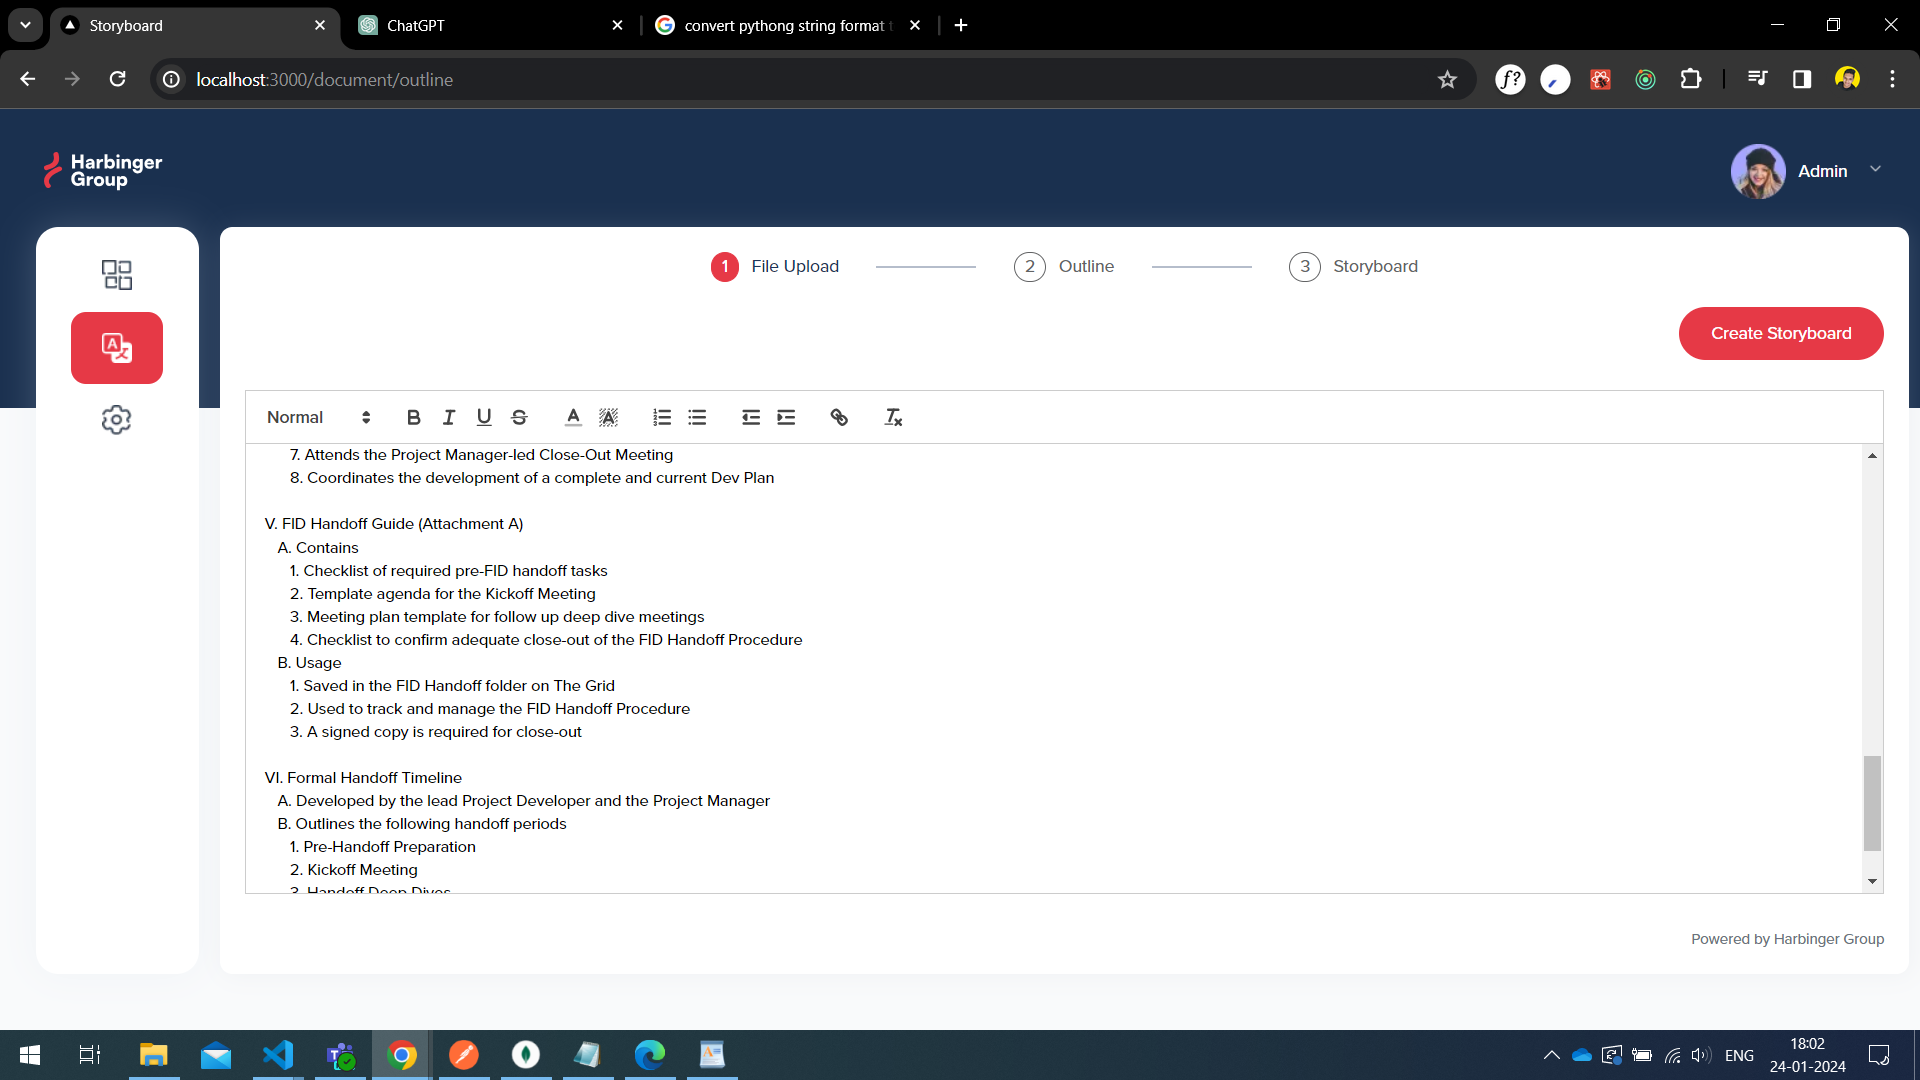 Storyboard
ChatGPT
convert pythong string format t
localhost:3000/document/outline
f?
Harbinger
Group
Admin
1 File Upload
2 Outline
3 Storyboard
Create Storyboard
Normal
7. Attends the Project Manager-led Close-Out Meeting
8. Coordinates the development of a complete and current Dev Plan
V. FID Handoff Guide (Attachment A)
A. Contains
1. Checklist of required pre-FID handoff tasks
2. Template agenda for the Kickoff Meeting
3. Meeting plan template for follow up deep dive meetings
4. Checklist to confirm adequate close-out of the FID Handoff Procedure
B. Usage
1. Saved in the FID Handoff folder on The Grid
2. Used to track and manage the FID Handoff Procedure
3. A signed copy is required for close-out
VI. Formal Handoff Timeline
A. Developed by the lead Project Developer and the Project Manager
B. Outlines the following handoff periods
1. Pre-Handoff Preparation
2. Kickoff Meeting
3. Handoff Deep Dives
Powered by Harbinger Group
ENG
18:02
24-01-2024